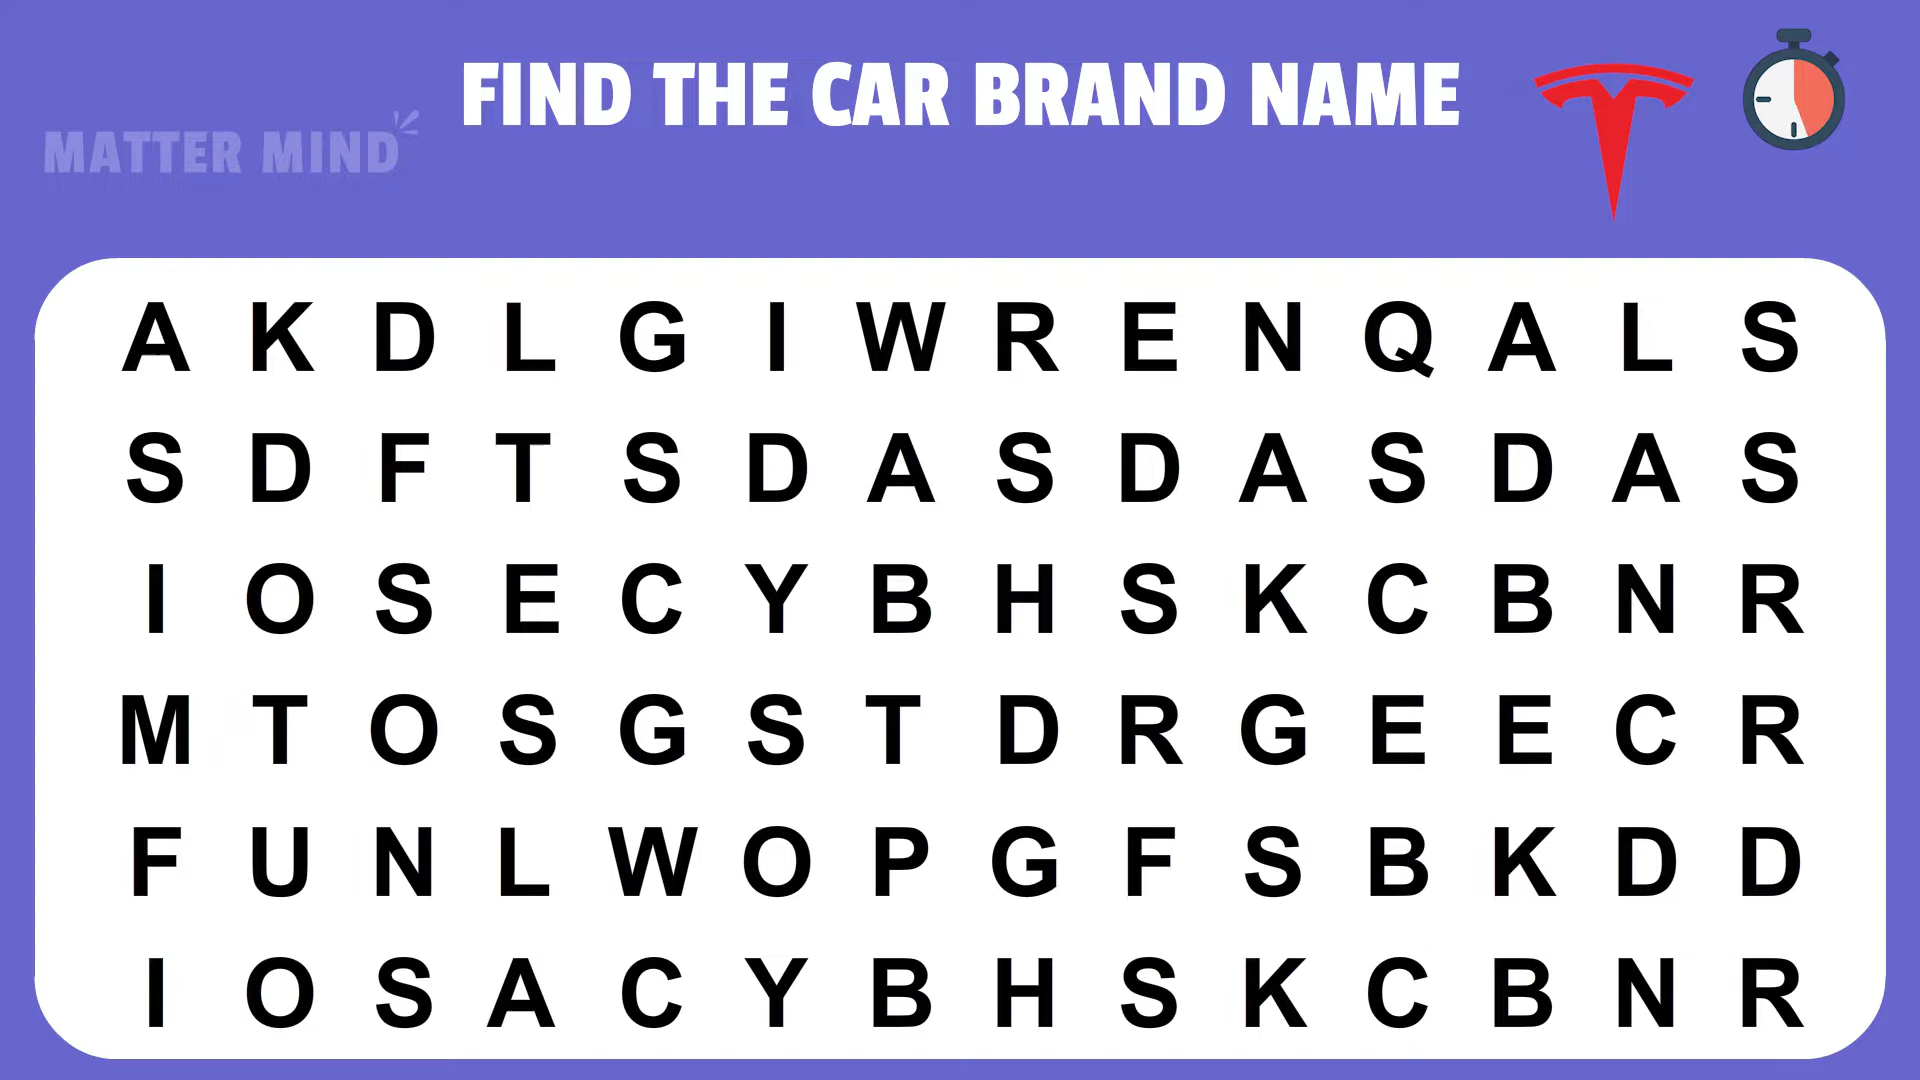 FIND THE CAR BRAND NAME
MATTER MIND
A K D L G I W R E N Q A L S
S D F T S D A S D A S D A S
I O S E C Y B H S K C B N R
M T O S G S T D R G E E C R
F U N L W O P G F S B K D D
I O S A C Y B H S K C B N R